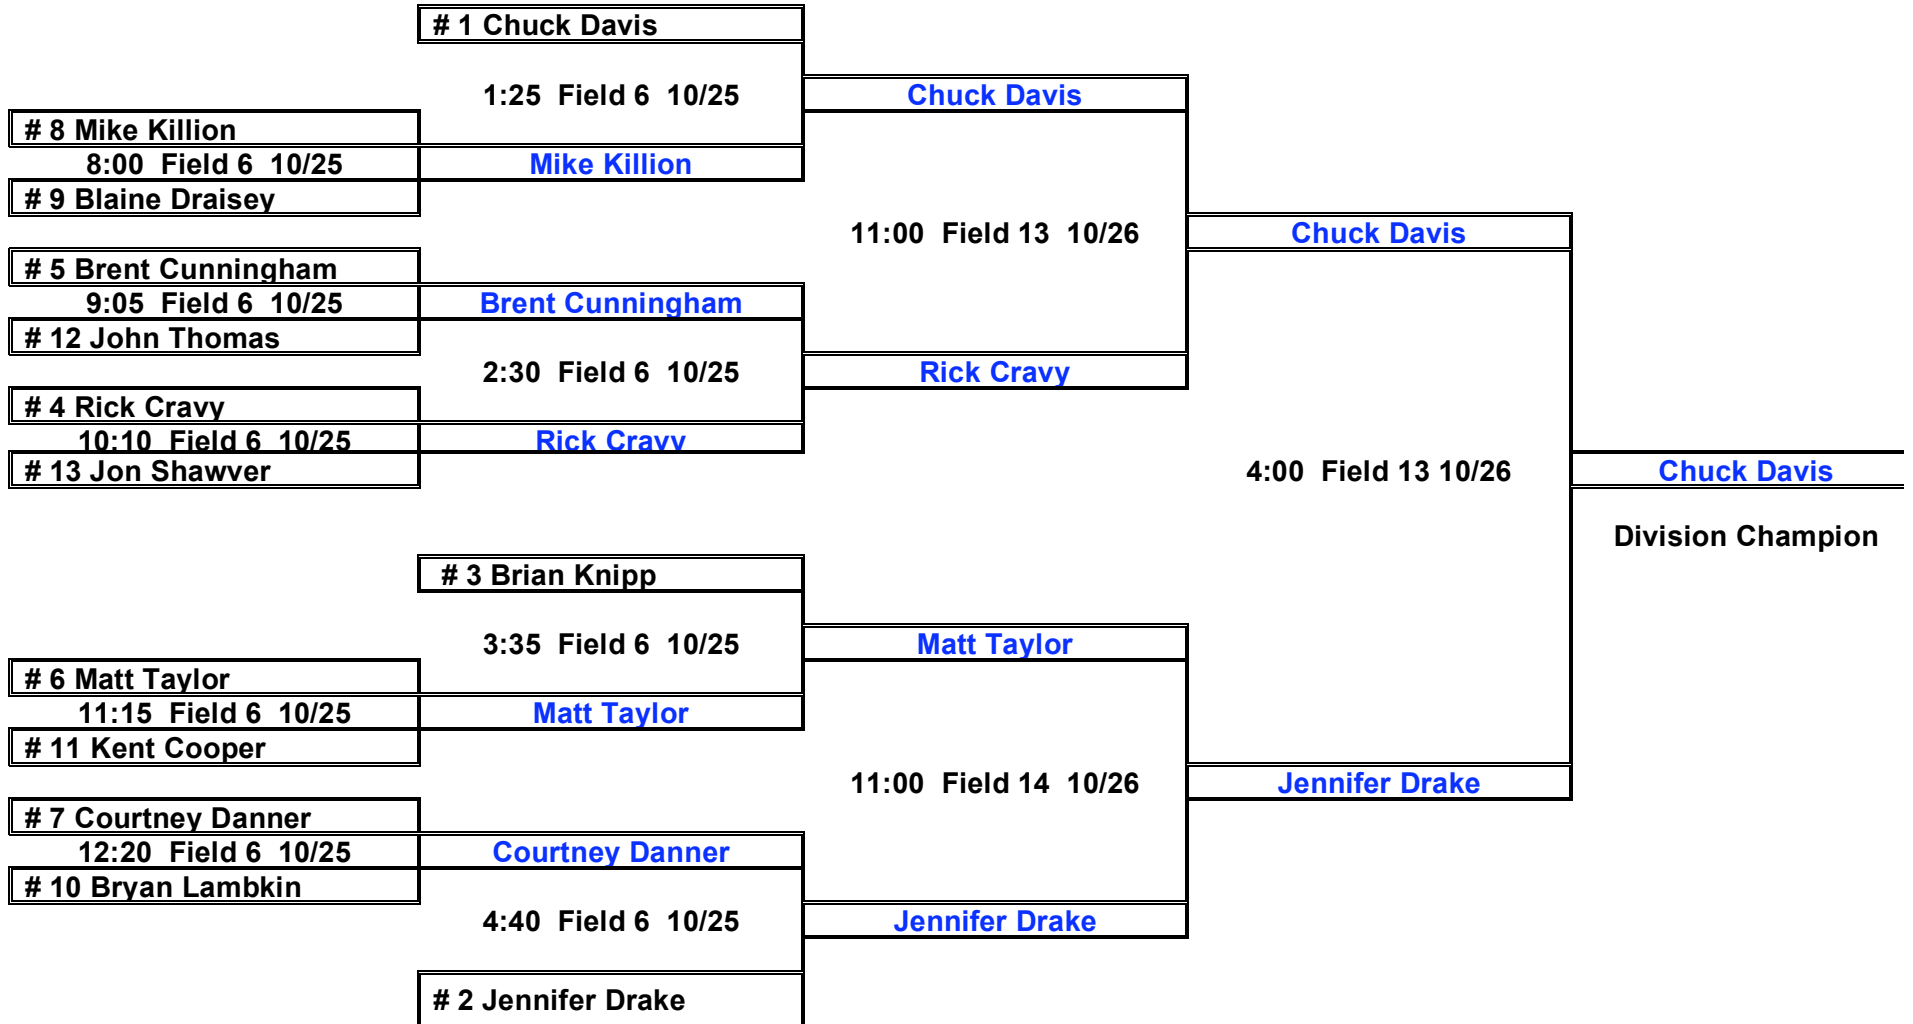 # 1 Chuck Davis
1:25 Field 6 10/25
Chuck Davis
# 8 Mike Killion
8:00 Field 6 10/25
Mike Killion
# 9 Blaine Draisey
11:00 Field 13 10/26
Chuck Davis
# 5 Brent Cunningham
9:05 Field 6 10/25
Brent Cunningham
# 12 John Thomas
2:30 Field 6 10/25
Rick Cravy
# 4 Rick Cravy
10:10 Field 6 10/25
Rick Cravy
# 13 Jon Shawver
4:00 Field 13 10/26
Chuck Davis
Division Champion
# 3 Brian Knipp
3:35 Field 6 10/25
Matt Taylor
# 6 Matt Taylor
11:15 Field 6 10/25
Matt Taylor
# 11 Kent Cooper
11:00 Field 14 10/26
Jennifer Drake
# 7 Courtney Danner
12:20 Field 6 10/25
Courtney Danner
# 10 Bryan Lambkin
4:40 Field 6 10/25
Jennifer Drake
# 2 Jennifer Drake